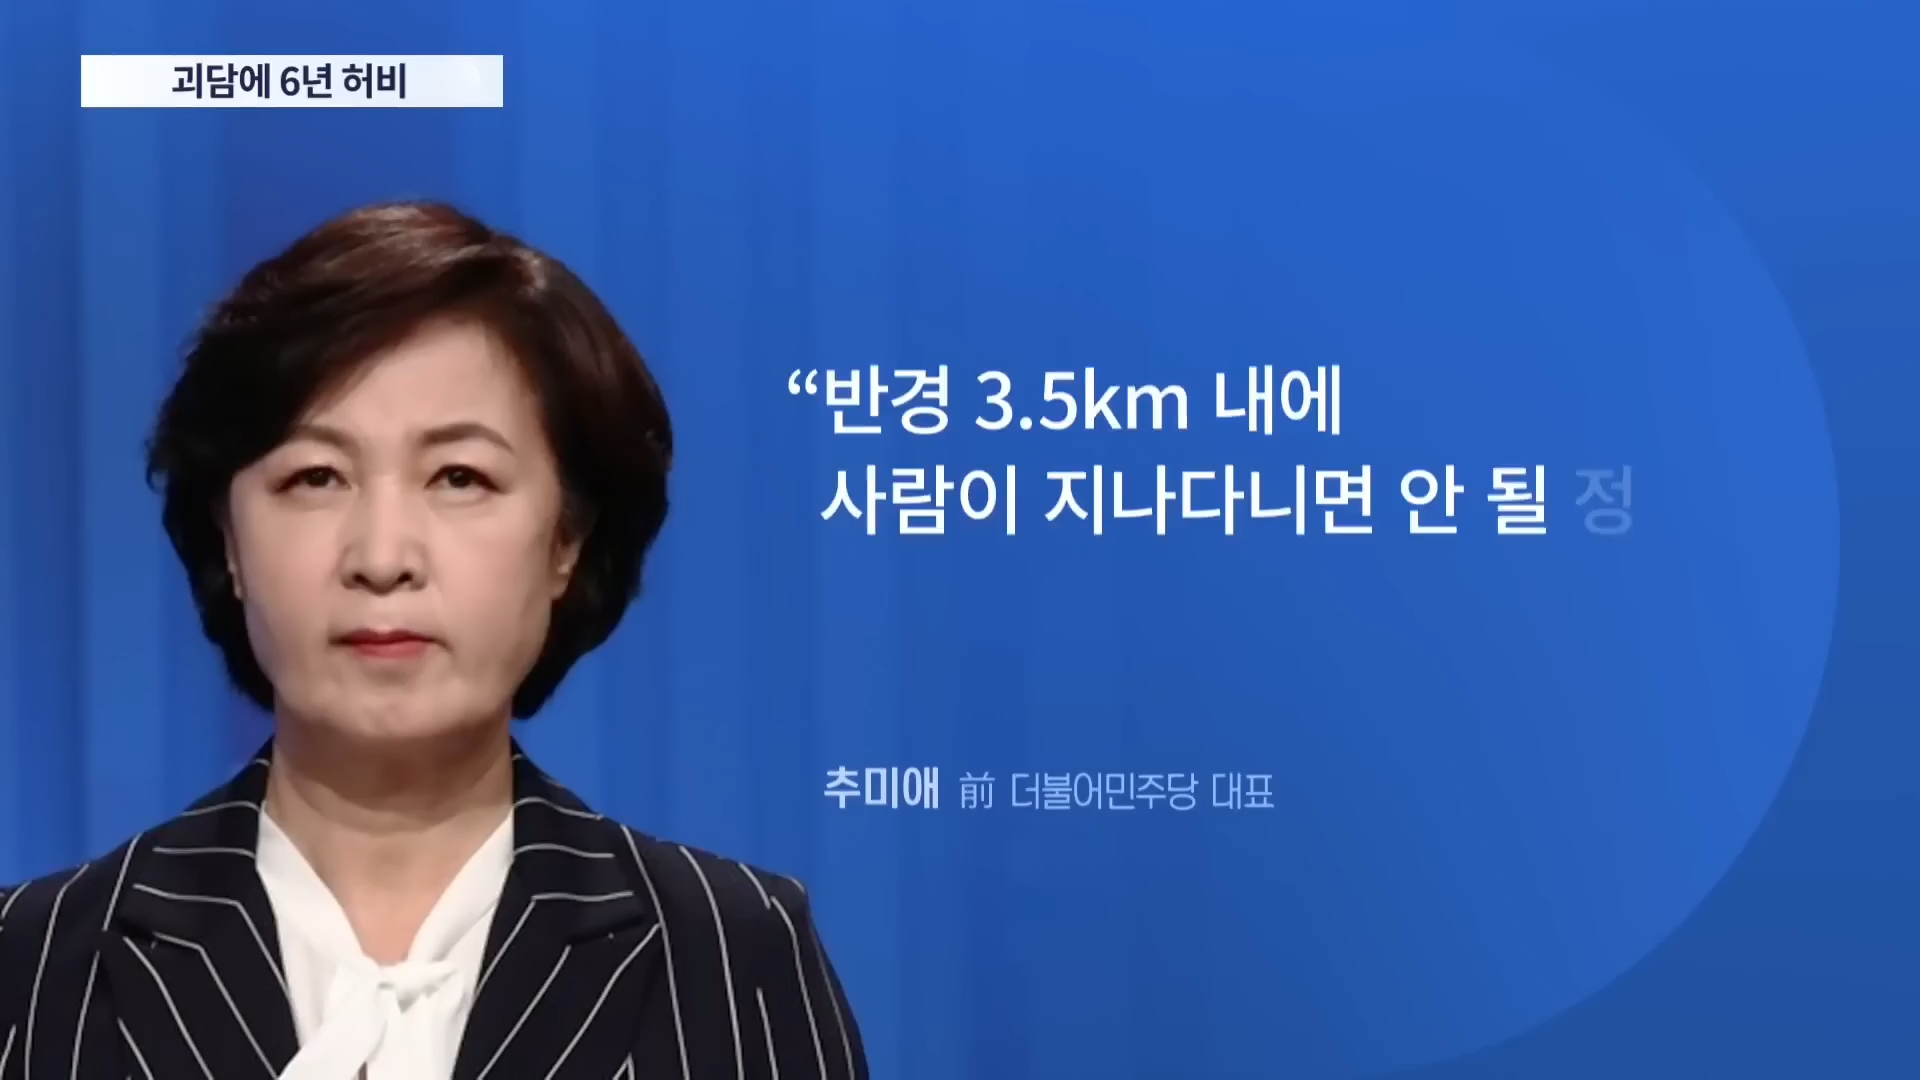 괴담에 6년 허비
“반경 3.5km 내에
사람이 지나다니면 안 될 정
추미애 前 더불어민주당 대표